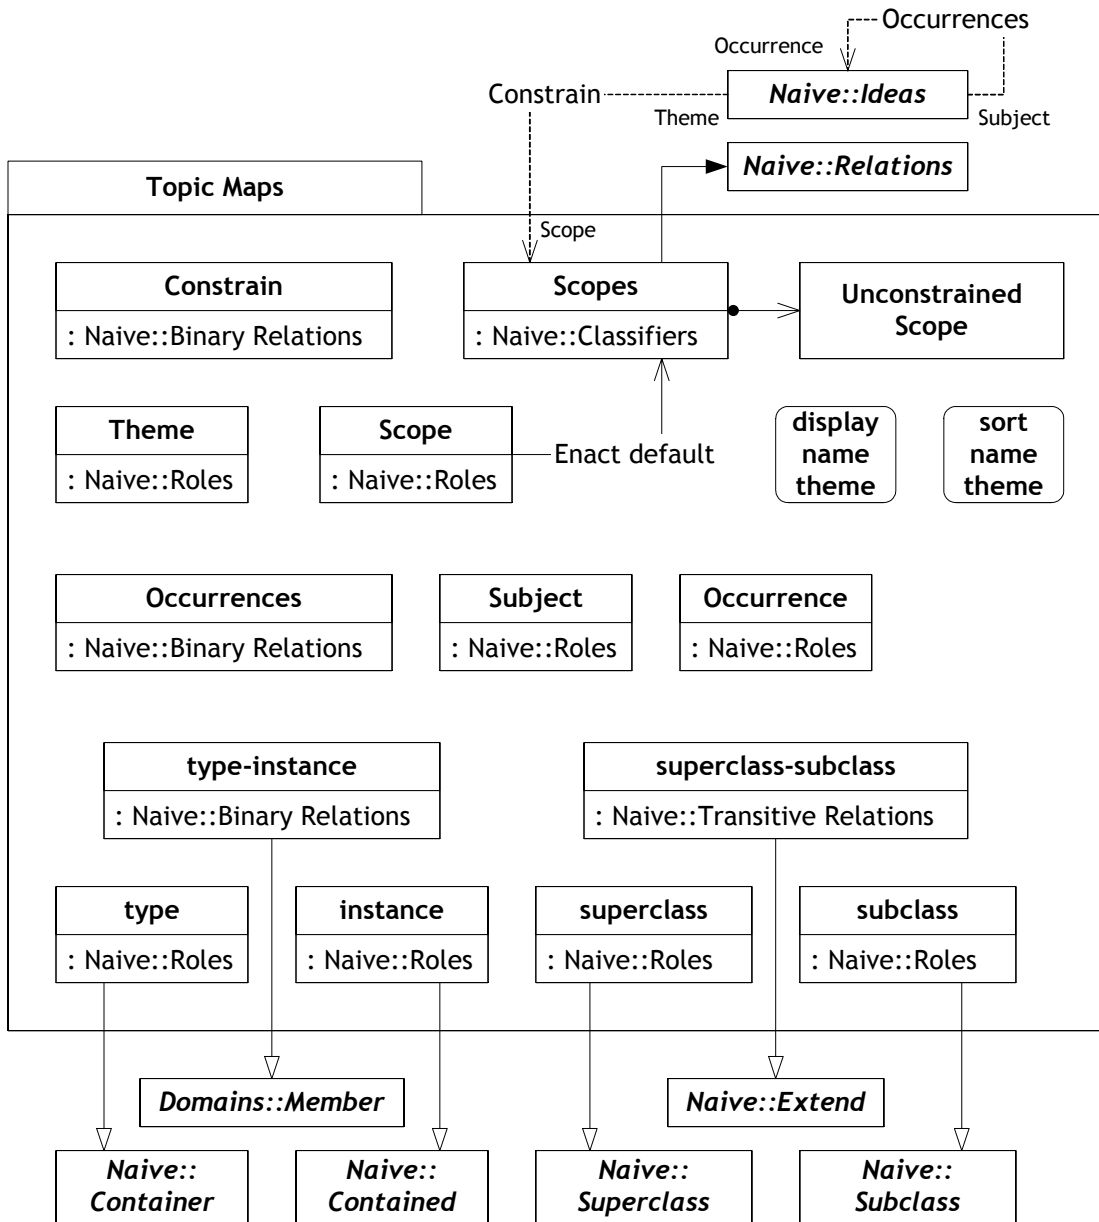 Occurrences
Occurrence
Constrain
Naive::Ideas
Theme
Subject
Naive::Relations
Topic Maps
Scope
Constrain
: Naive::Binary Relations
Scopes
: Naive::Classifiers
Unconstrained
Scope
Theme
: Naive::Roles
Scope
: Naive::Roles
Enact default
display
name
theme
sort
name
theme
Occurrences
: Naive::Binary Relations
Subject
: Naive::Roles
Occurrence
: Naive::Roles
type-instance
: Naive::Binary Relations
superclass-subclass
: Naive::Transitive Relations
type
: Naive::Roles
instance
: Naive::Roles
superclass
: Naive::Roles
subclass
: Naive::Roles
Domains::Member
Naive::Extend
Naive::
Container
Naive::
Contained
Naive::
Superclass
Naive::
Subclass